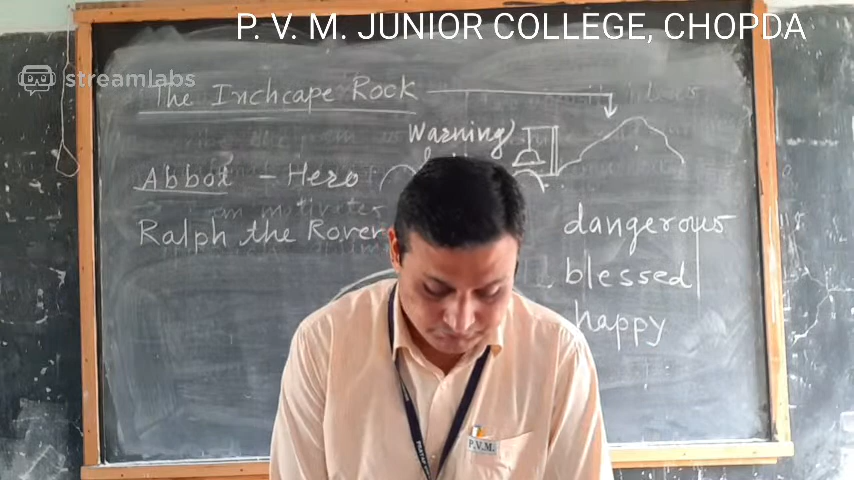 P. V. M. JUNIOR COLLEGE, CHOPDA
streamlabs
The Inchcape Rock
Warning
Abbot - Hero
Ralph the Rover
dangerous
blessed
happy
P.V.M.